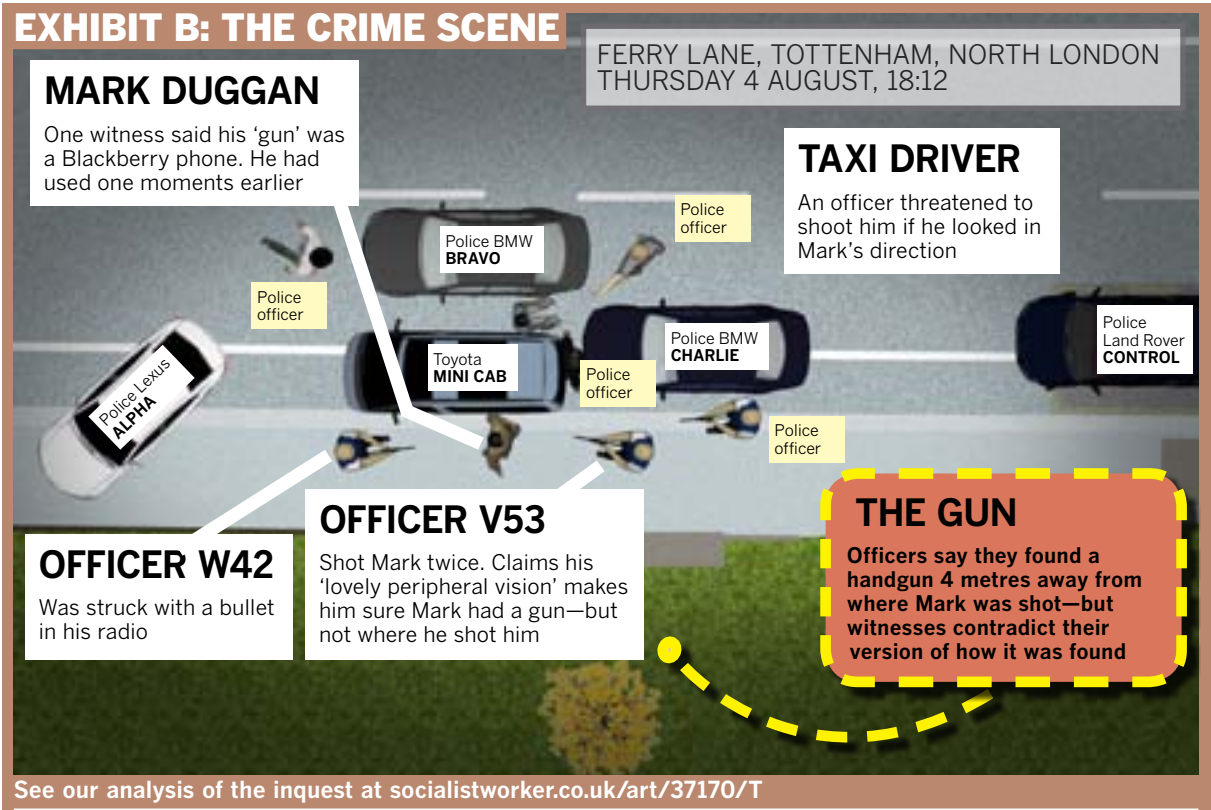 EXHIBIT B: THE CRIME SCENE
FERRY LANE, TOTTENHAM, NORTH LONDON
THURSDAY 4 AUGUST, 18:12
MARK DUGGAN
One witness said his ‘gun’ was
a Blackberry phone. He had
used one moments earlier
TAXI DRIVER
An officer threatened to
shoot him if he looked in
Mark’s direction
Police
officer
Police BMW
BRAVO
Police
officer
Police Lexus
ALPHA
Toyota
MINI CAB
Police
officer
Police BMW
CHARLIE
Police
Land Rover
CONTROL
Police
officer
OFFICER W42
Was struck with a bullet
in his radio
OFFICER V53
Shot Mark twice. Claims his
‘lovely peripheral vision’ makes
him sure Mark had a gun—but
not where he shot him
THE GUN
Officers say they found a
handgun 4 metres away from
where Mark was shot—but
witnesses contradict their
version of how it was found
See our analysis of the inquest at socialistworker.co.uk/art/37170/T